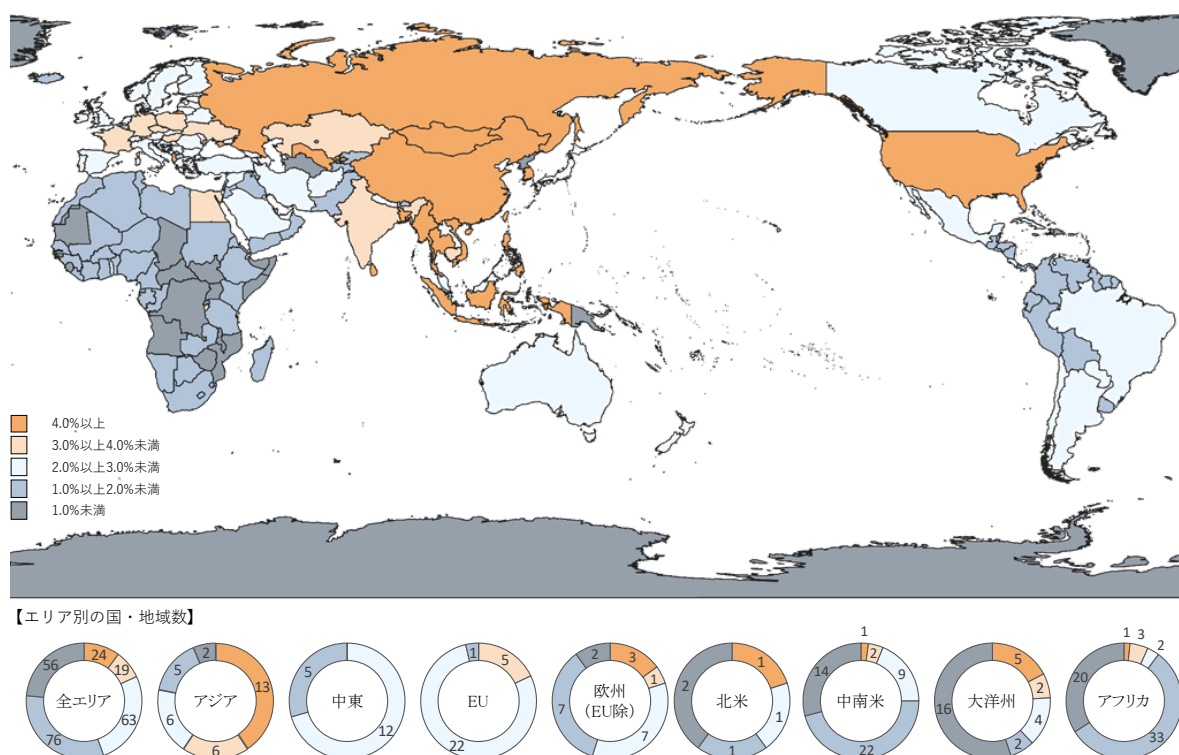 4.0%以上
3.0%以上4.0%未満
2.0%以上3.0%未満
1.0%以上2.0%未満
1.0%未満
【エリア別の国・地域数】
全エリア
24
19
63
76
56
アジア
13
6
6
5
2
中東
12
5
EU
5
22
1
欧州
(EU除)
3
1
7
7
2
北米
1
1
1
2
中南米
1
2
9
22
14
大洋州
5
2
4
2
16
アフリカ
1
3
2
33
20